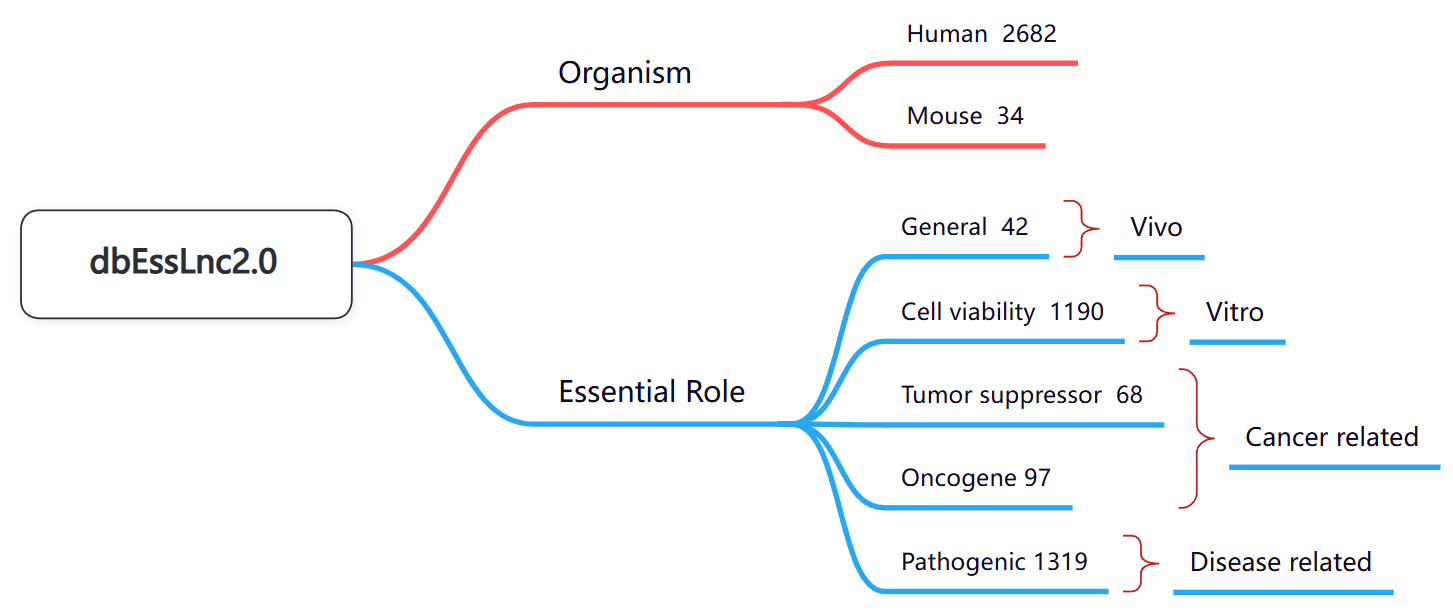 dbEssLnc2.0
Organism
Human 2682
Mouse 34
Essential Role
General 42
Vivo
Cell viability 1190
Vitro
Tumor suppressor 68
Oncogene 97
Cancer related
Pathogenic 1319
Disease related